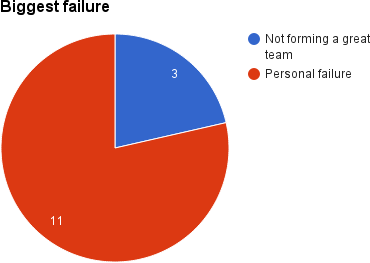 Biggest failure
Not forming a great
team
Personal failure
3
11